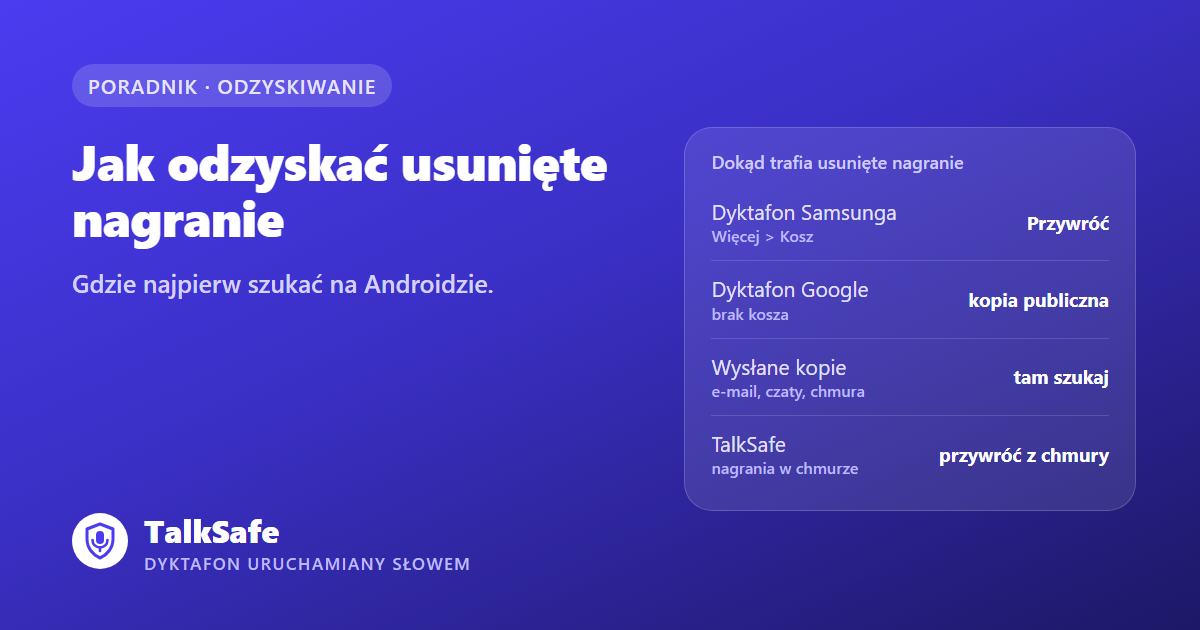 PORADNIK · ODZYSKIWANIE
Jak odzyskać usunięte
nagranie
Gdzie najpierw szukać na Androidzie.
Dokąd trafia usunięte nagranie
Dyktafon Samsunga
Więcej > Kosz
Przywróć
Dyktafon Google
brak kosza
kopia publiczna
Wysłane kopie
e-mail, czaty, chmura
tam szukaj
TalkSafe
nagrania w chmurze
przywróć z chmury
TalkSafe
DYKTAFON URUCHAMIANY SŁOWEM